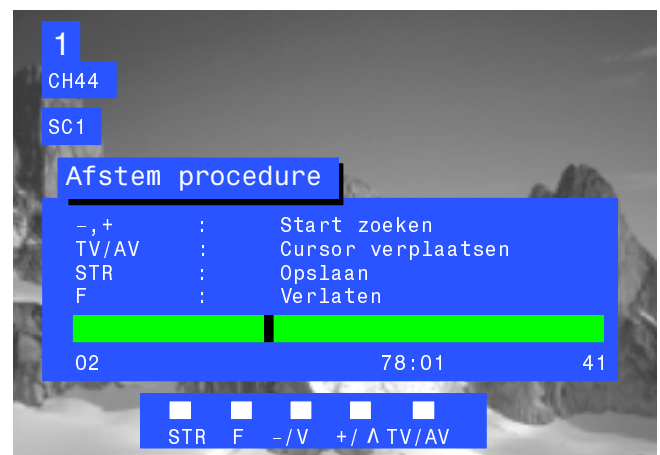 1
CH44
SC1
Afstem procedure
-,+ : Start zoeken
TV/AV : Cursor verplaatsen
STR : Opslaan
F : Verlaten
02 78:01 41
STR F -/V +/Λ TV/AV